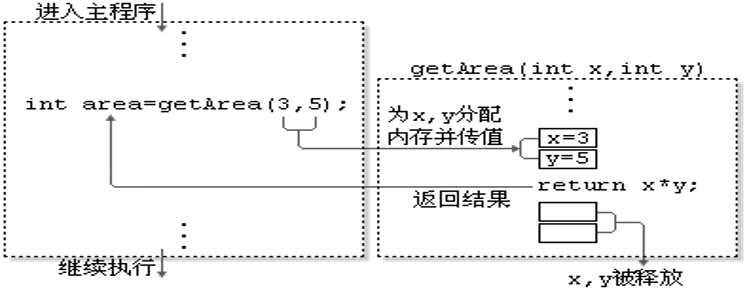 进入主程序
int area=getArea(3,5);
getArea(int x,int y)
为x,y分配
内存并传值
x=3
y=5
return x*y;
返回结果
继续执行
x,y被释放